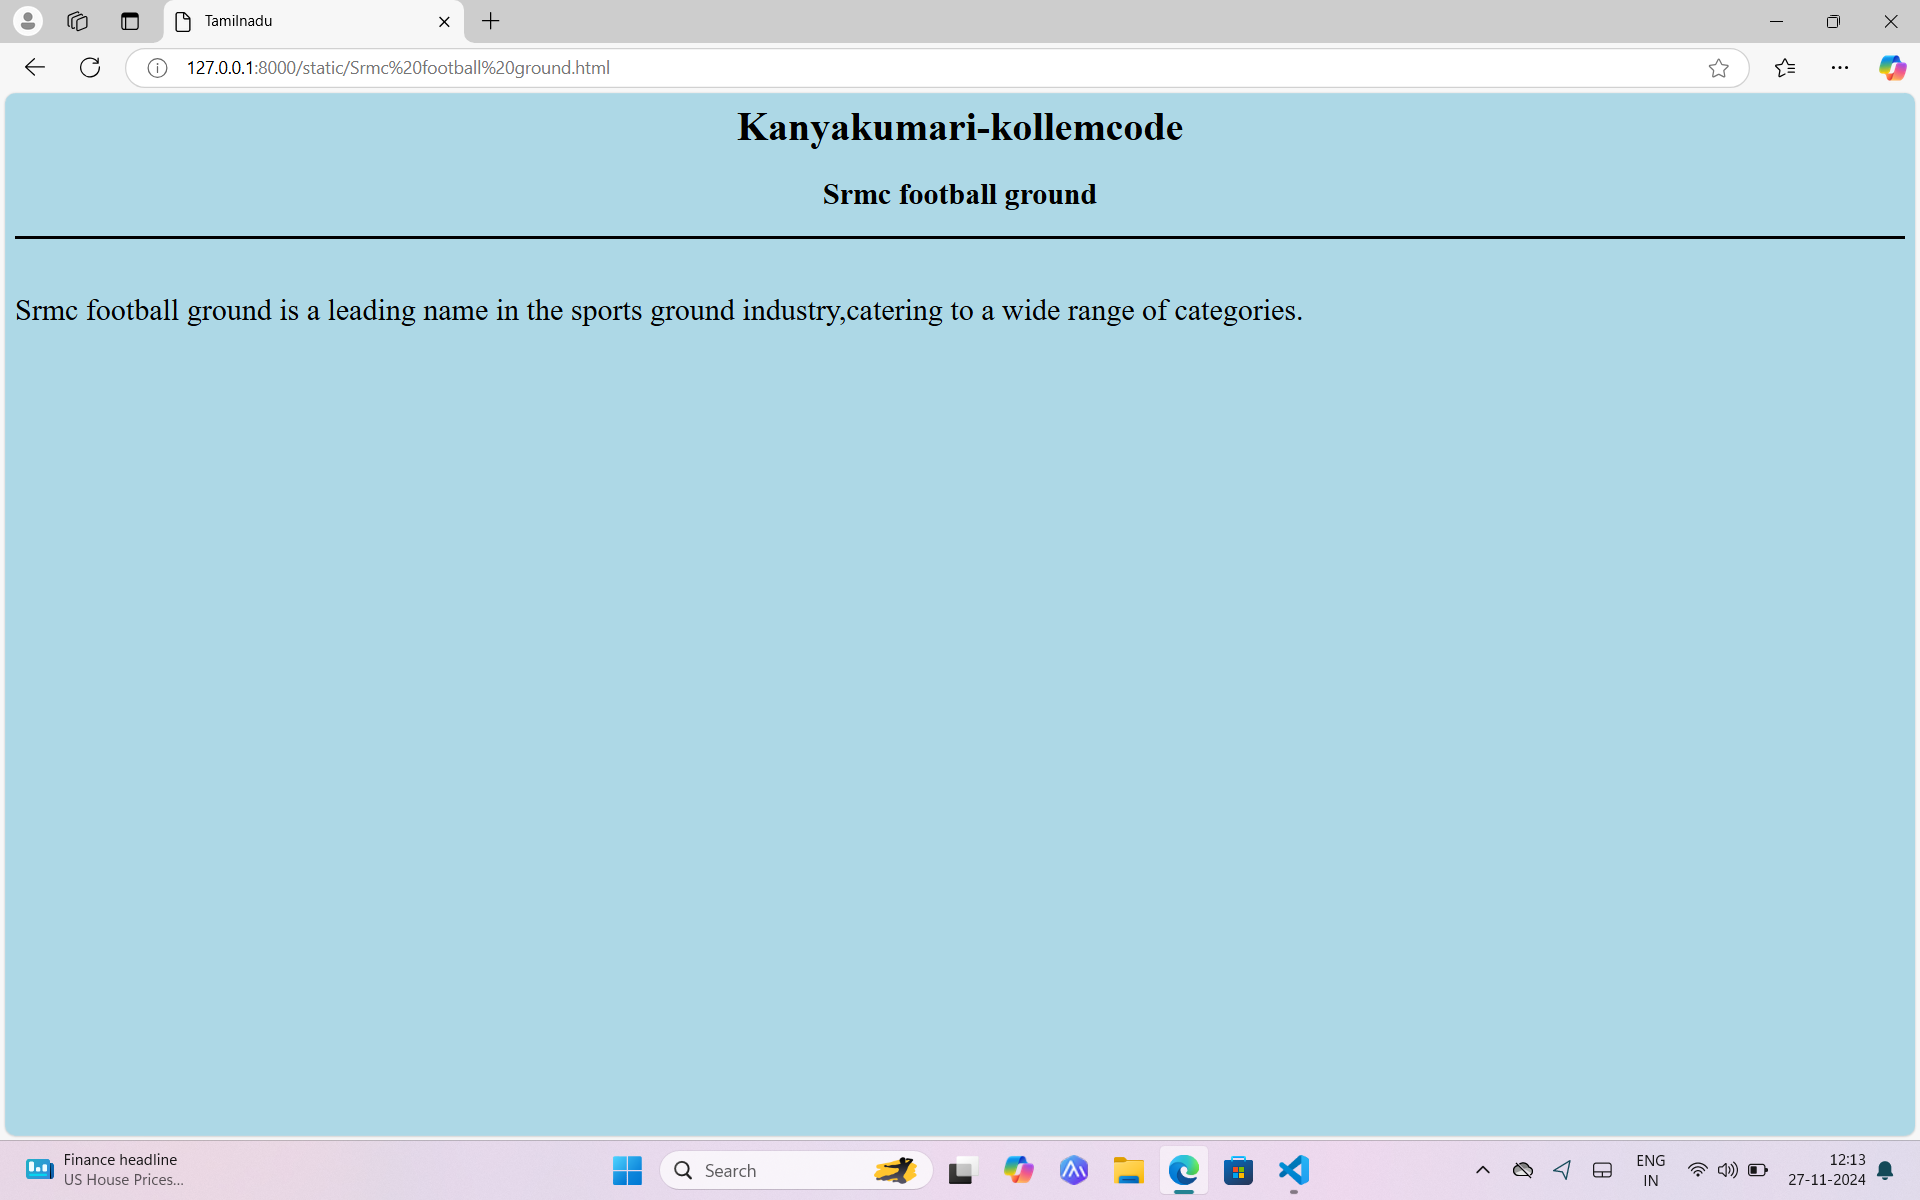 Tamilnadu
127.0.0.1:8000/static/Srmc%20football%20ground.html
Kanyakumari-kollemcode
Srmc football ground
Srmc football ground is a leading name in the sports ground industry,catering to a wide range of categories.
Finance headline
US House Prices...
Search
ENG
IN
12:13
27-11-2024